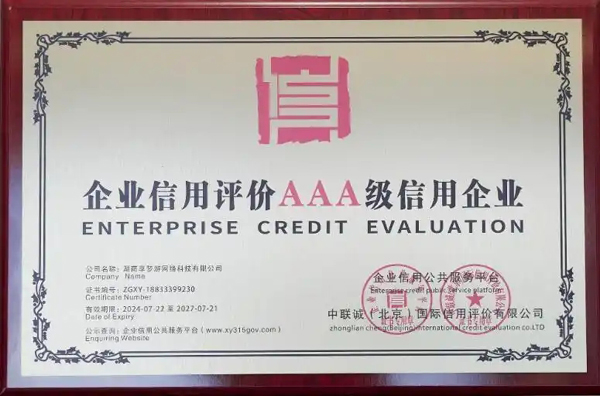 企业信用评价AAA级信用企业
ENTERPRISE CREDIT EVALUATION
公司名称：湖南享梦游网络科技有限公司
Company Name
证书编号：ZGXY-18833399230
Certificate Number
有效期限：2024-07-22 至 2027-07-21
Date of Expiry
公示查询：企业信用公共服务平台（www.xy315gov.com）
Enquiring Website
企业信用公共服务平台
Enterprise credit public service platform
中联诚（北京）国际信用评价有限公司
zhonglian chengBeijing international credit evaluation co.LTD